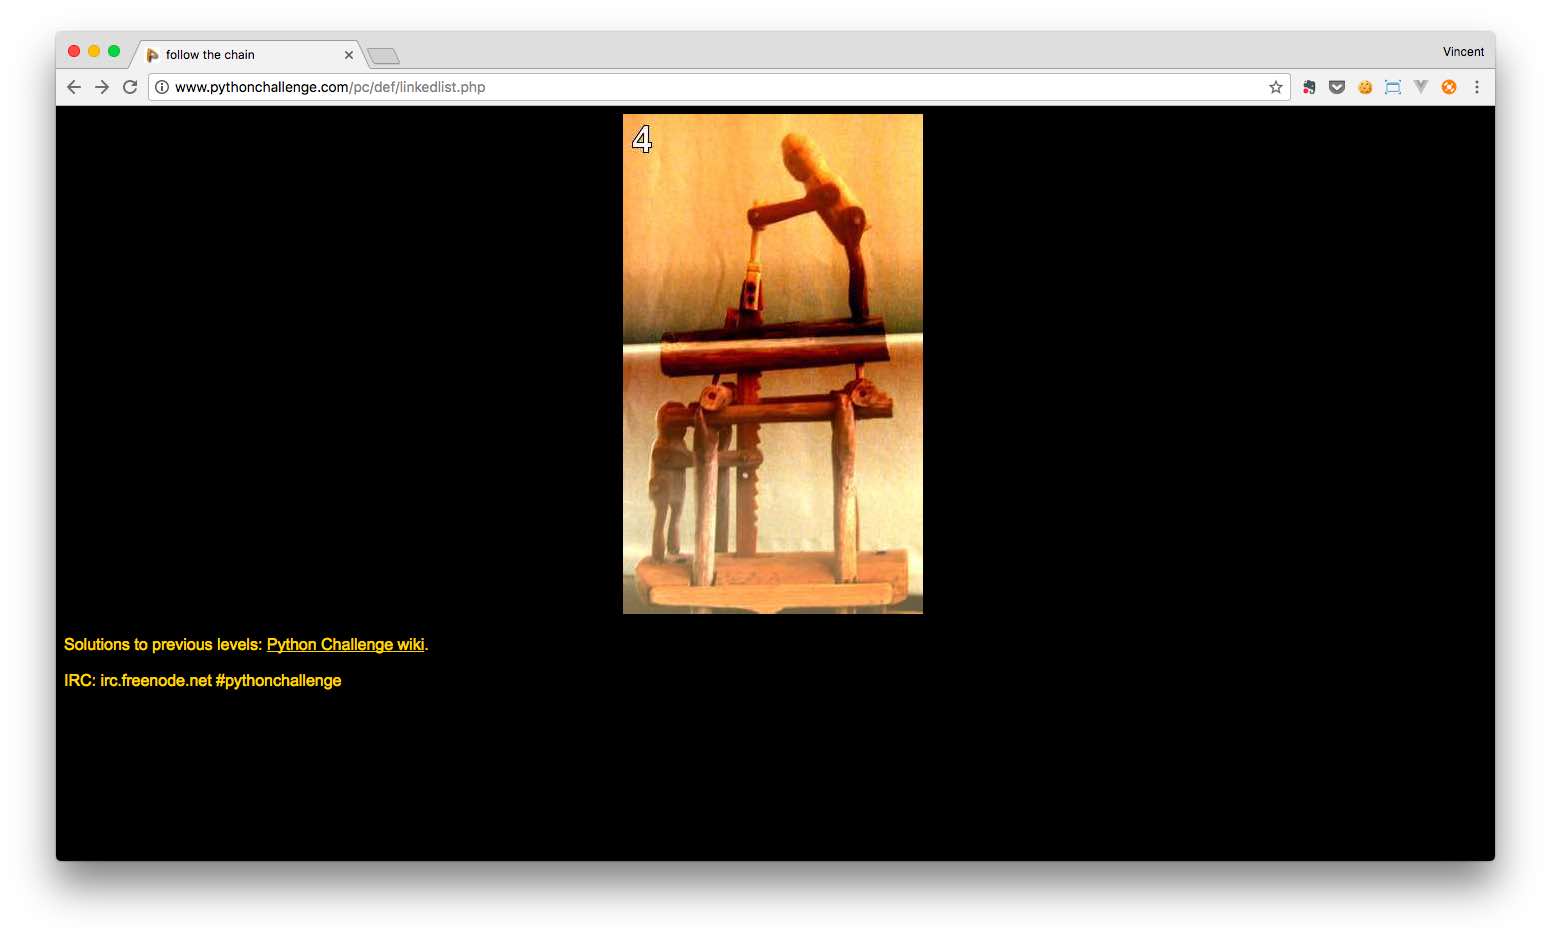 follow the chain
Vincent
www.pythonchallenge.com/pc/def/linkedlist.php
4
Solutions to previous levels: Python Challenge wiki.
IRC: irc.freenode.net #pythonchallenge